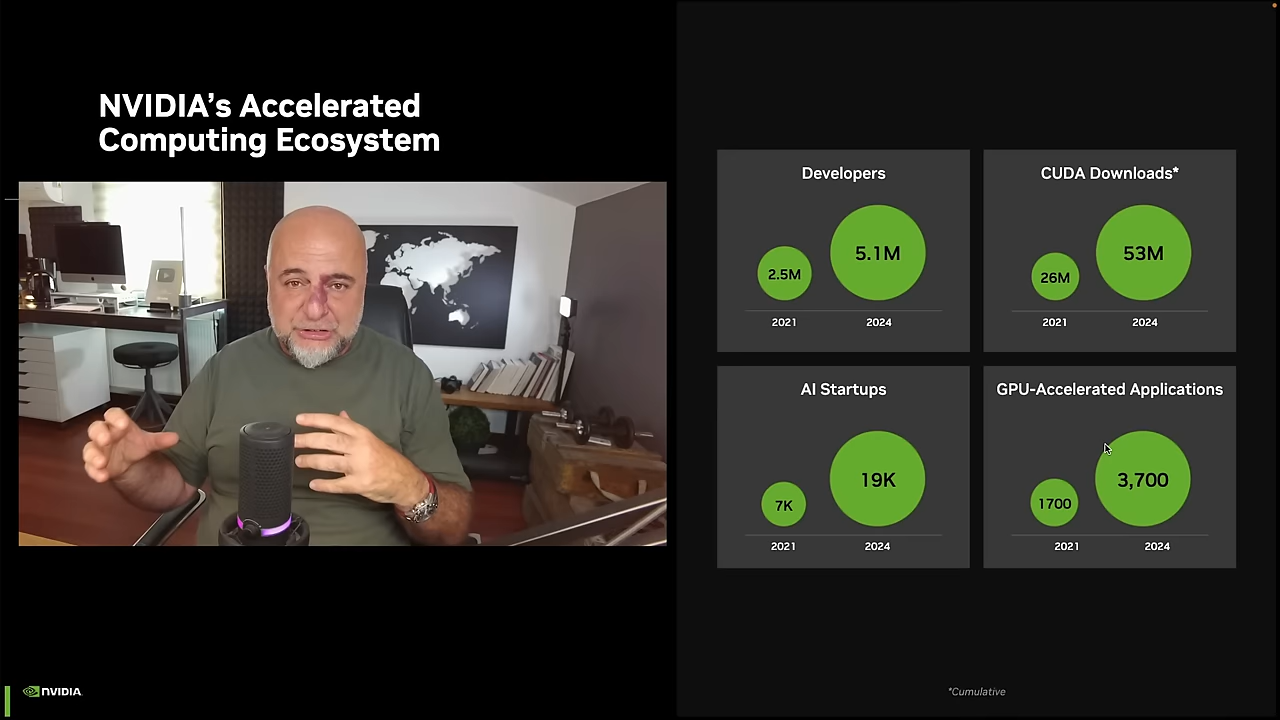 NVIDIA's Accelerated
Computing Ecosystem
Developers
2.5M
5.1M
2021
2024
CUDA Downloads*
26M
53M
2021
2024
AI Startups
7K
19K
2021
2024
GPU-Accelerated Applications
1700
3,700
2021
2024
NVIDIA
*Cumulative